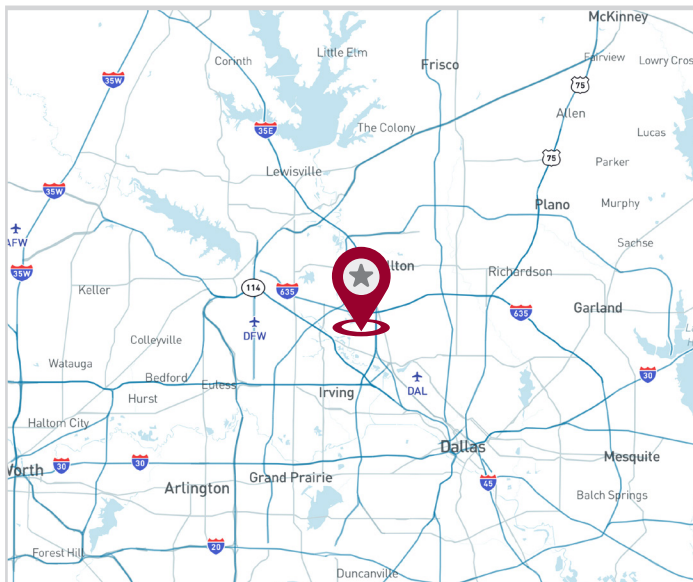 McKinney
Little Elm
Corinth
Frisco
Fairview
Lowry Cros
35W
75
Allen
35E
The Colony
Lucas
75
Parker
Lewisville
35W
Plano
Murphy
AFW
Sachse
35W
llton
Richardson
Keller
114
635
Garland
635
DFW
Colleyville
Watauga
Bedford
Euless
DAL
30
Hurst
Irving
Haltom City
Dallas
Worth
30
30
Mesquite
Arlington
Grand Prairie
45
Balch Springs
Forest Hill
20
Duncanville